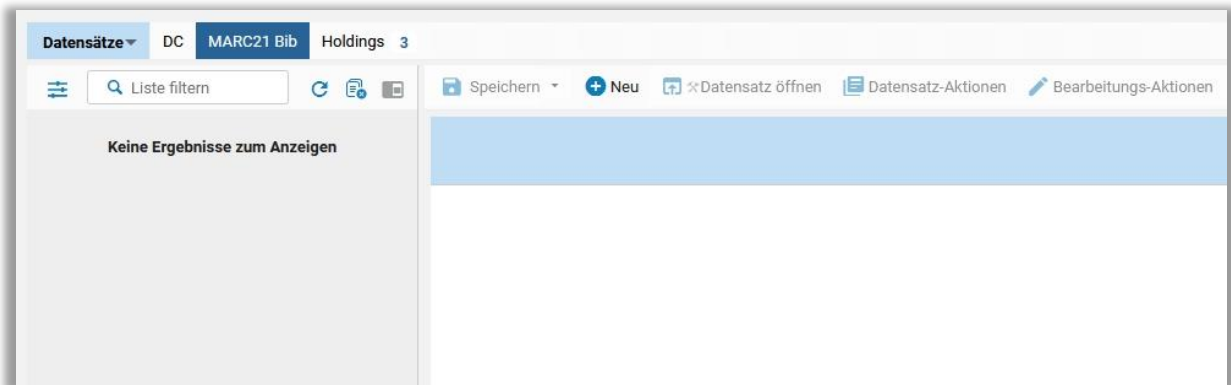 Datensätze DC MARC21 Bib Holdings 3
Liste filtern Speichern Neu Datensatz öffnen Datensatz-Aktionen Bearbeitungs-Aktionen
Keine Ergebnisse zum Anzeigen